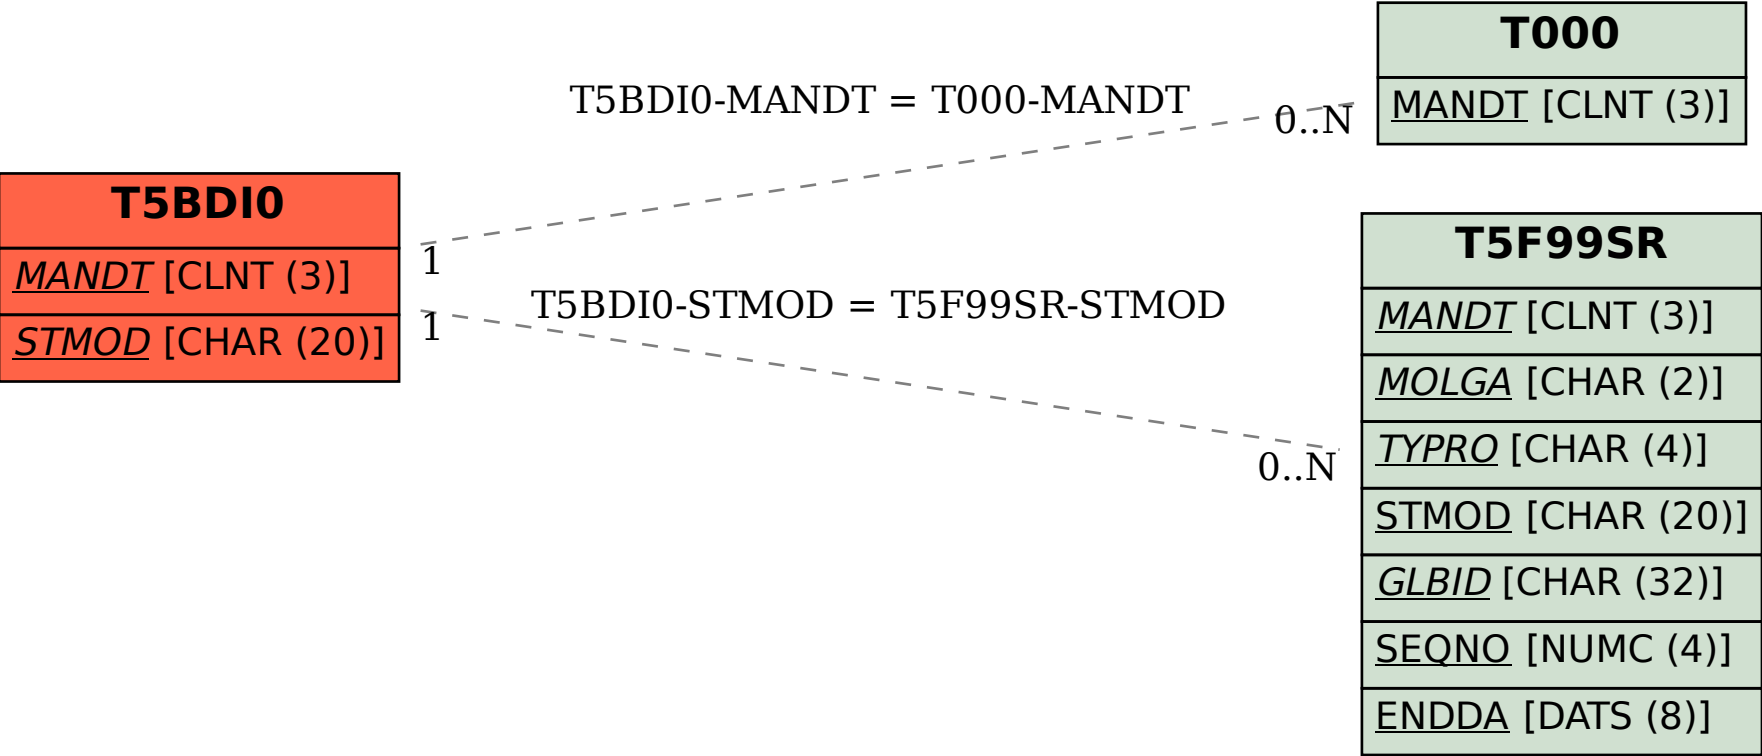 T000
MANDT [CLNT (3)]
T5BDI0-MANDT = T000-MANDT
0..N
T5BDI0
MANDT [CLNT (3)]
STMOD [CHAR (20)]
1
1
T5BDI0-STMOD = T5F99SR-STMOD
0..N
T5F99SR
MANDT [CLNT (3)]
MOLGA [CHAR (2)]
TYPRO [CHAR (4)]
STMOD [CHAR (20)]
GLBID [CHAR (32)]
SEQNO [NUMC (4)]
ENDDA [DATS (8)]